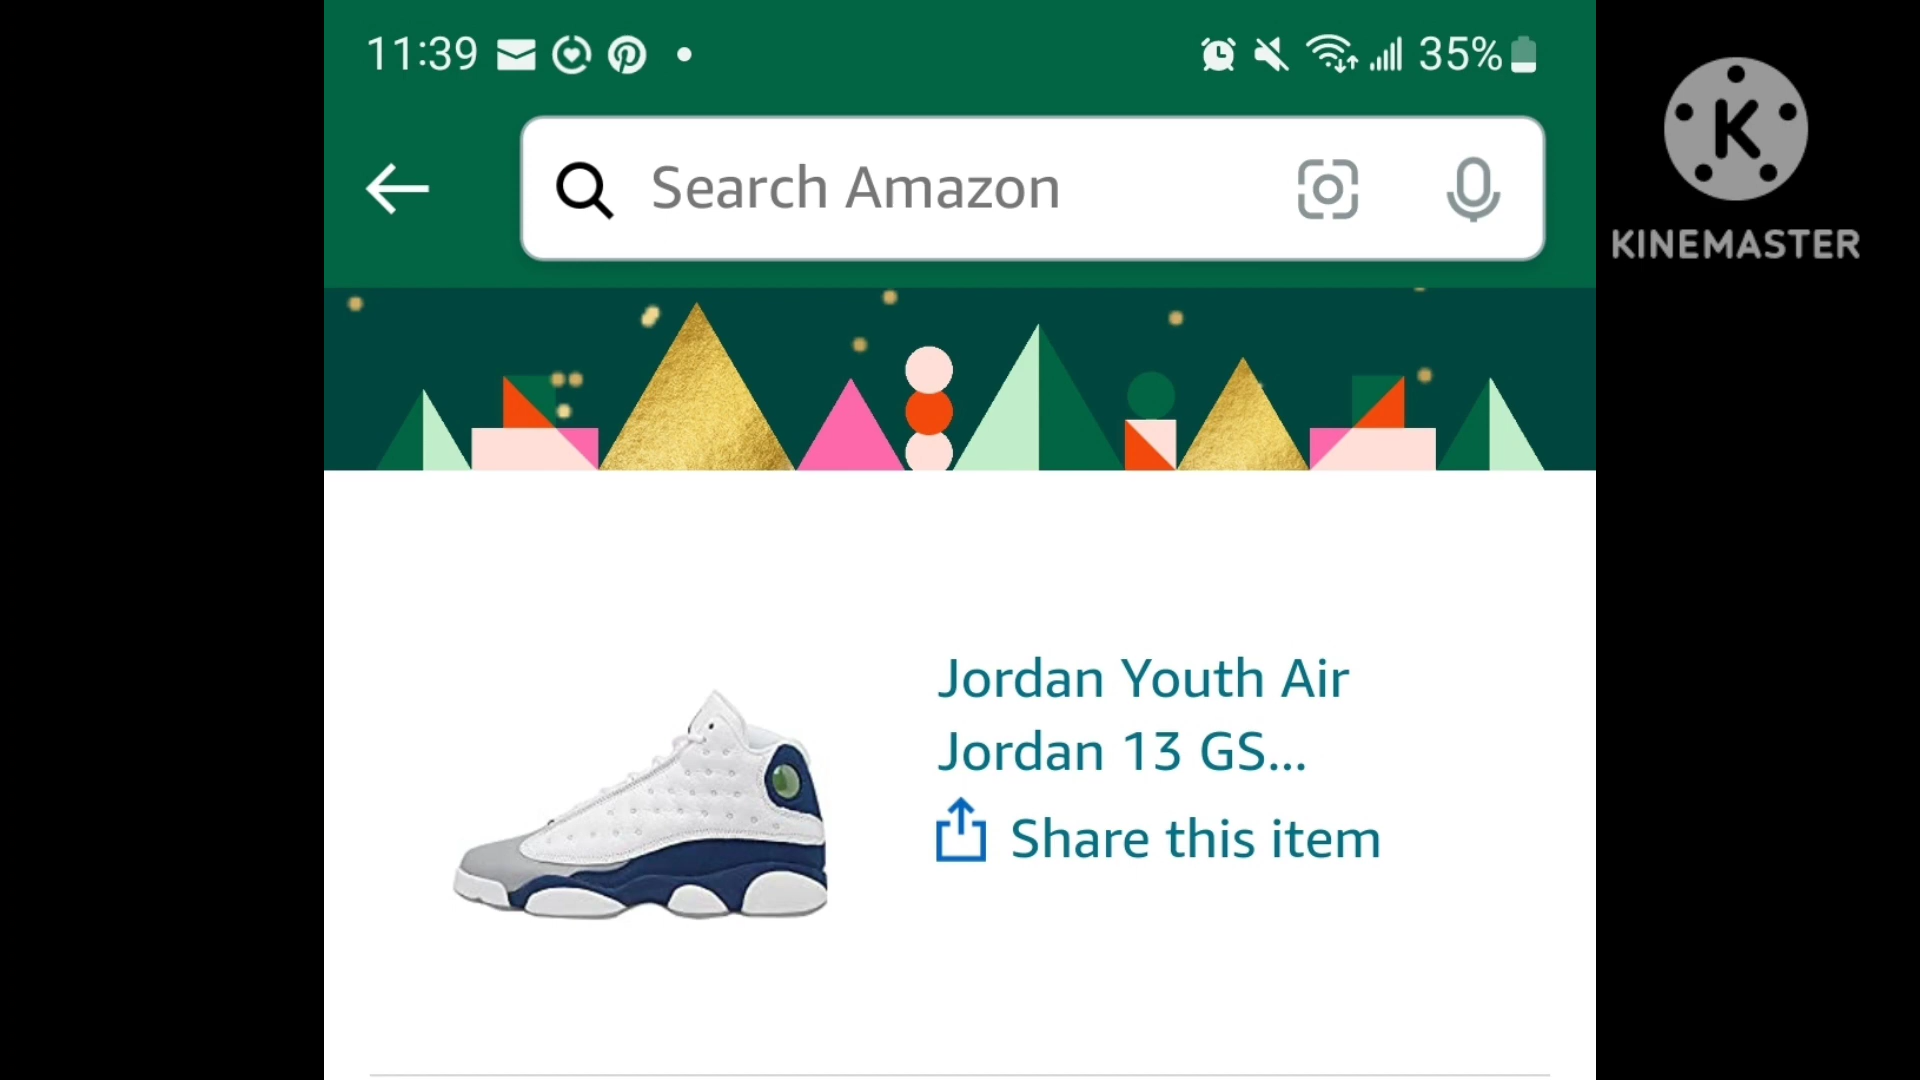 11:39
35%
Search Amazon
K
KINEMASTER
Jordan Youth Air
Jordan 13 GS...
Share this item